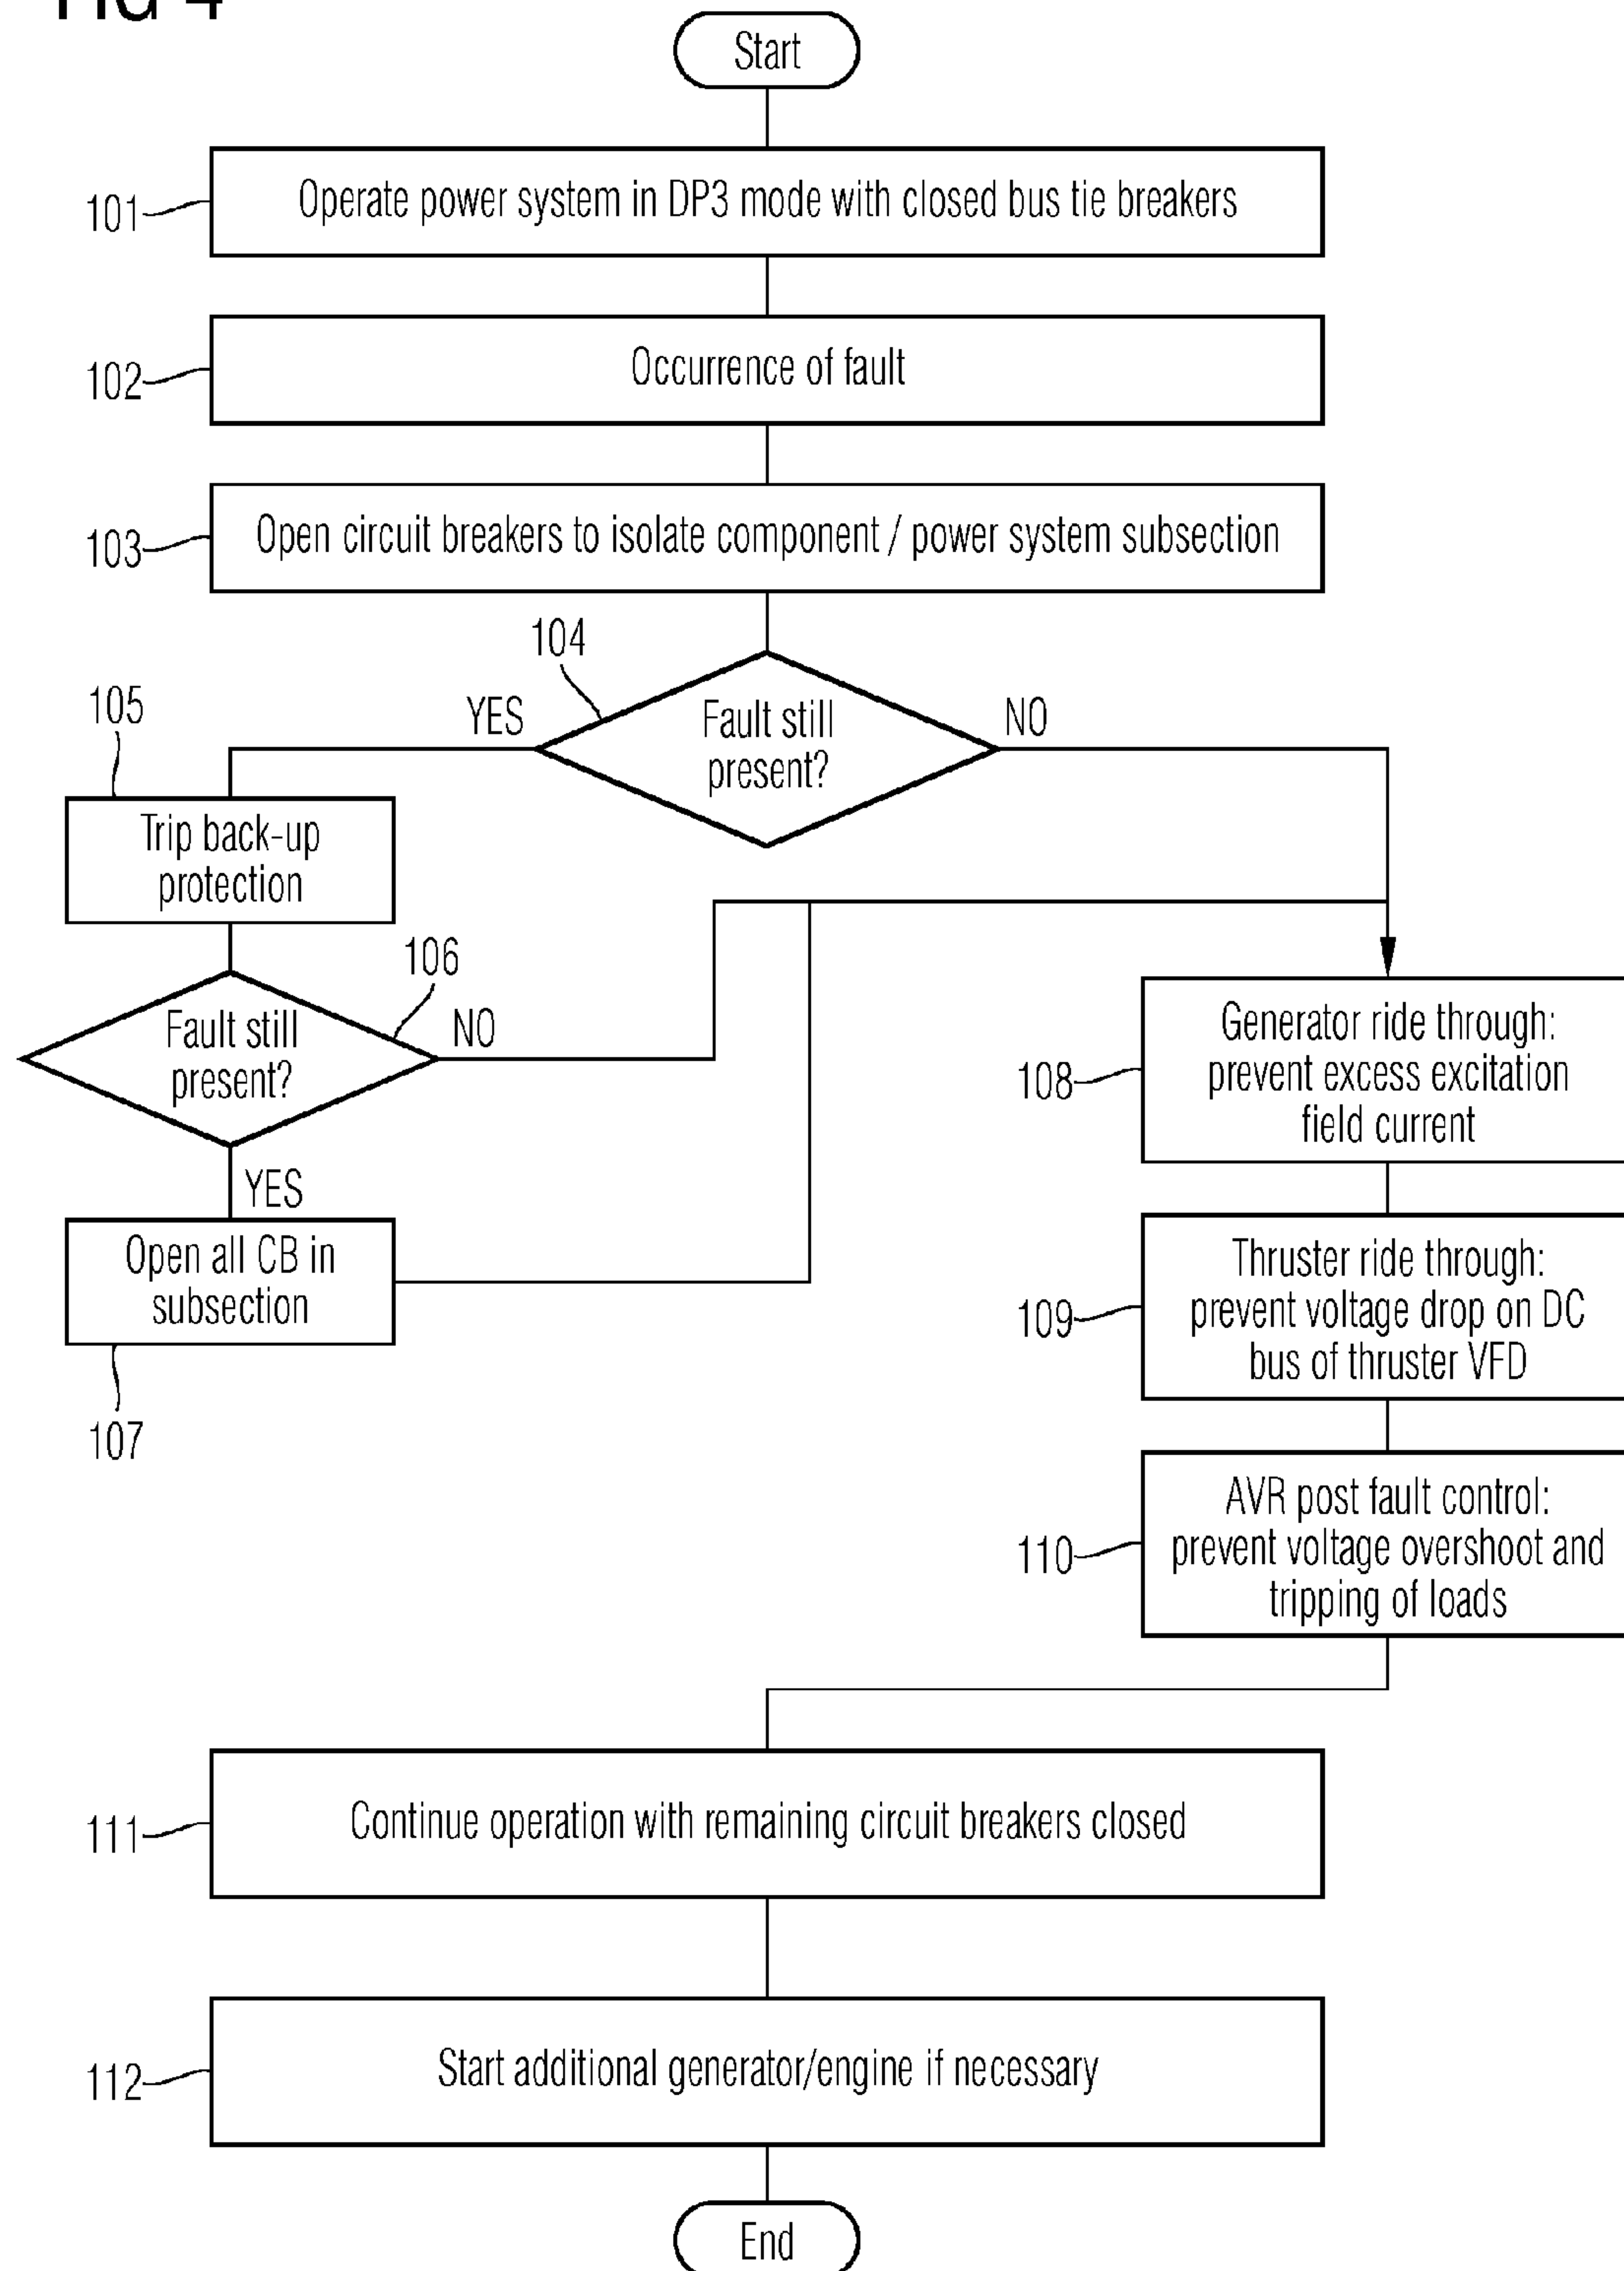 FIG 4
Start
101
Operate power system in DP3 mode with closed bus tie breakers
102
Occurrence of fault
103
Open circuit breakers to isolate component / power system subsection
104
YES
Fault still
present?
NO
105
Trip back-up
protection
106
Fault still
present?
NO
YES
Open all CB in
subsection
107
108
Generator ride through:
prevent excess excitation
field current
109
Thruster ride through:
prevent voltage drop on DC
bus of thruster VFD
110
AVR post fault control:
prevent voltage overshoot and
tripping of loads
111
Continue operation with remaining circuit breakers closed
112
Start additional generator/engine if necessary
End